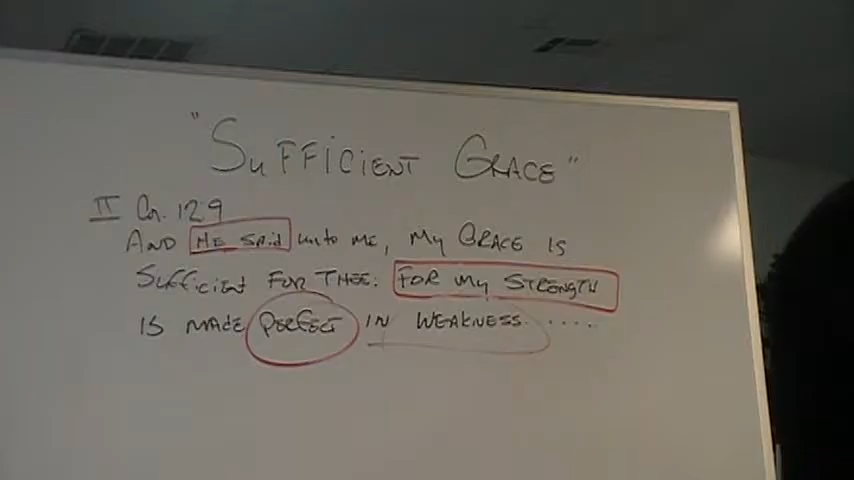 "SUFFICIENT GRACE"
II Cor. 12:9
AND HE SAID unto ME, My GRACE IS
SUFFICIENT FOR THEE: FOR My STRENGTH
IS MADE PERFECT IN WEAKNESS......